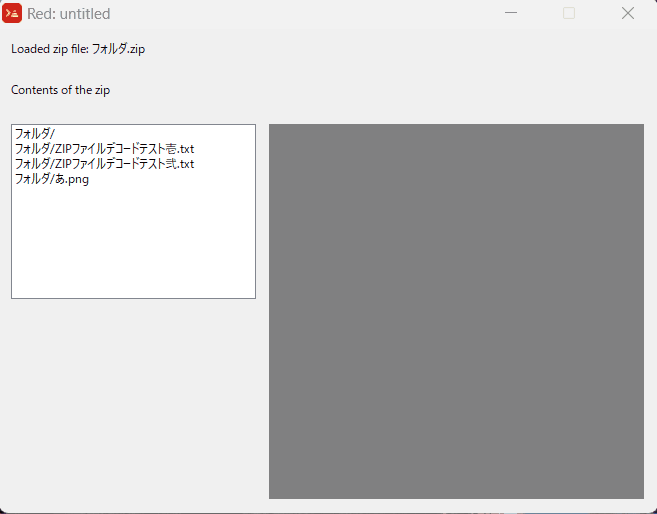 Red: untitled
Loaded zip file: フォルダ.zip
Contents of the zip
フォルダ/
フォルダ/ZIPファイルデコードテスト壱.txt
フォルダ/ZIPファイルデコードテスト弐.txt
フォルダ/あ.png